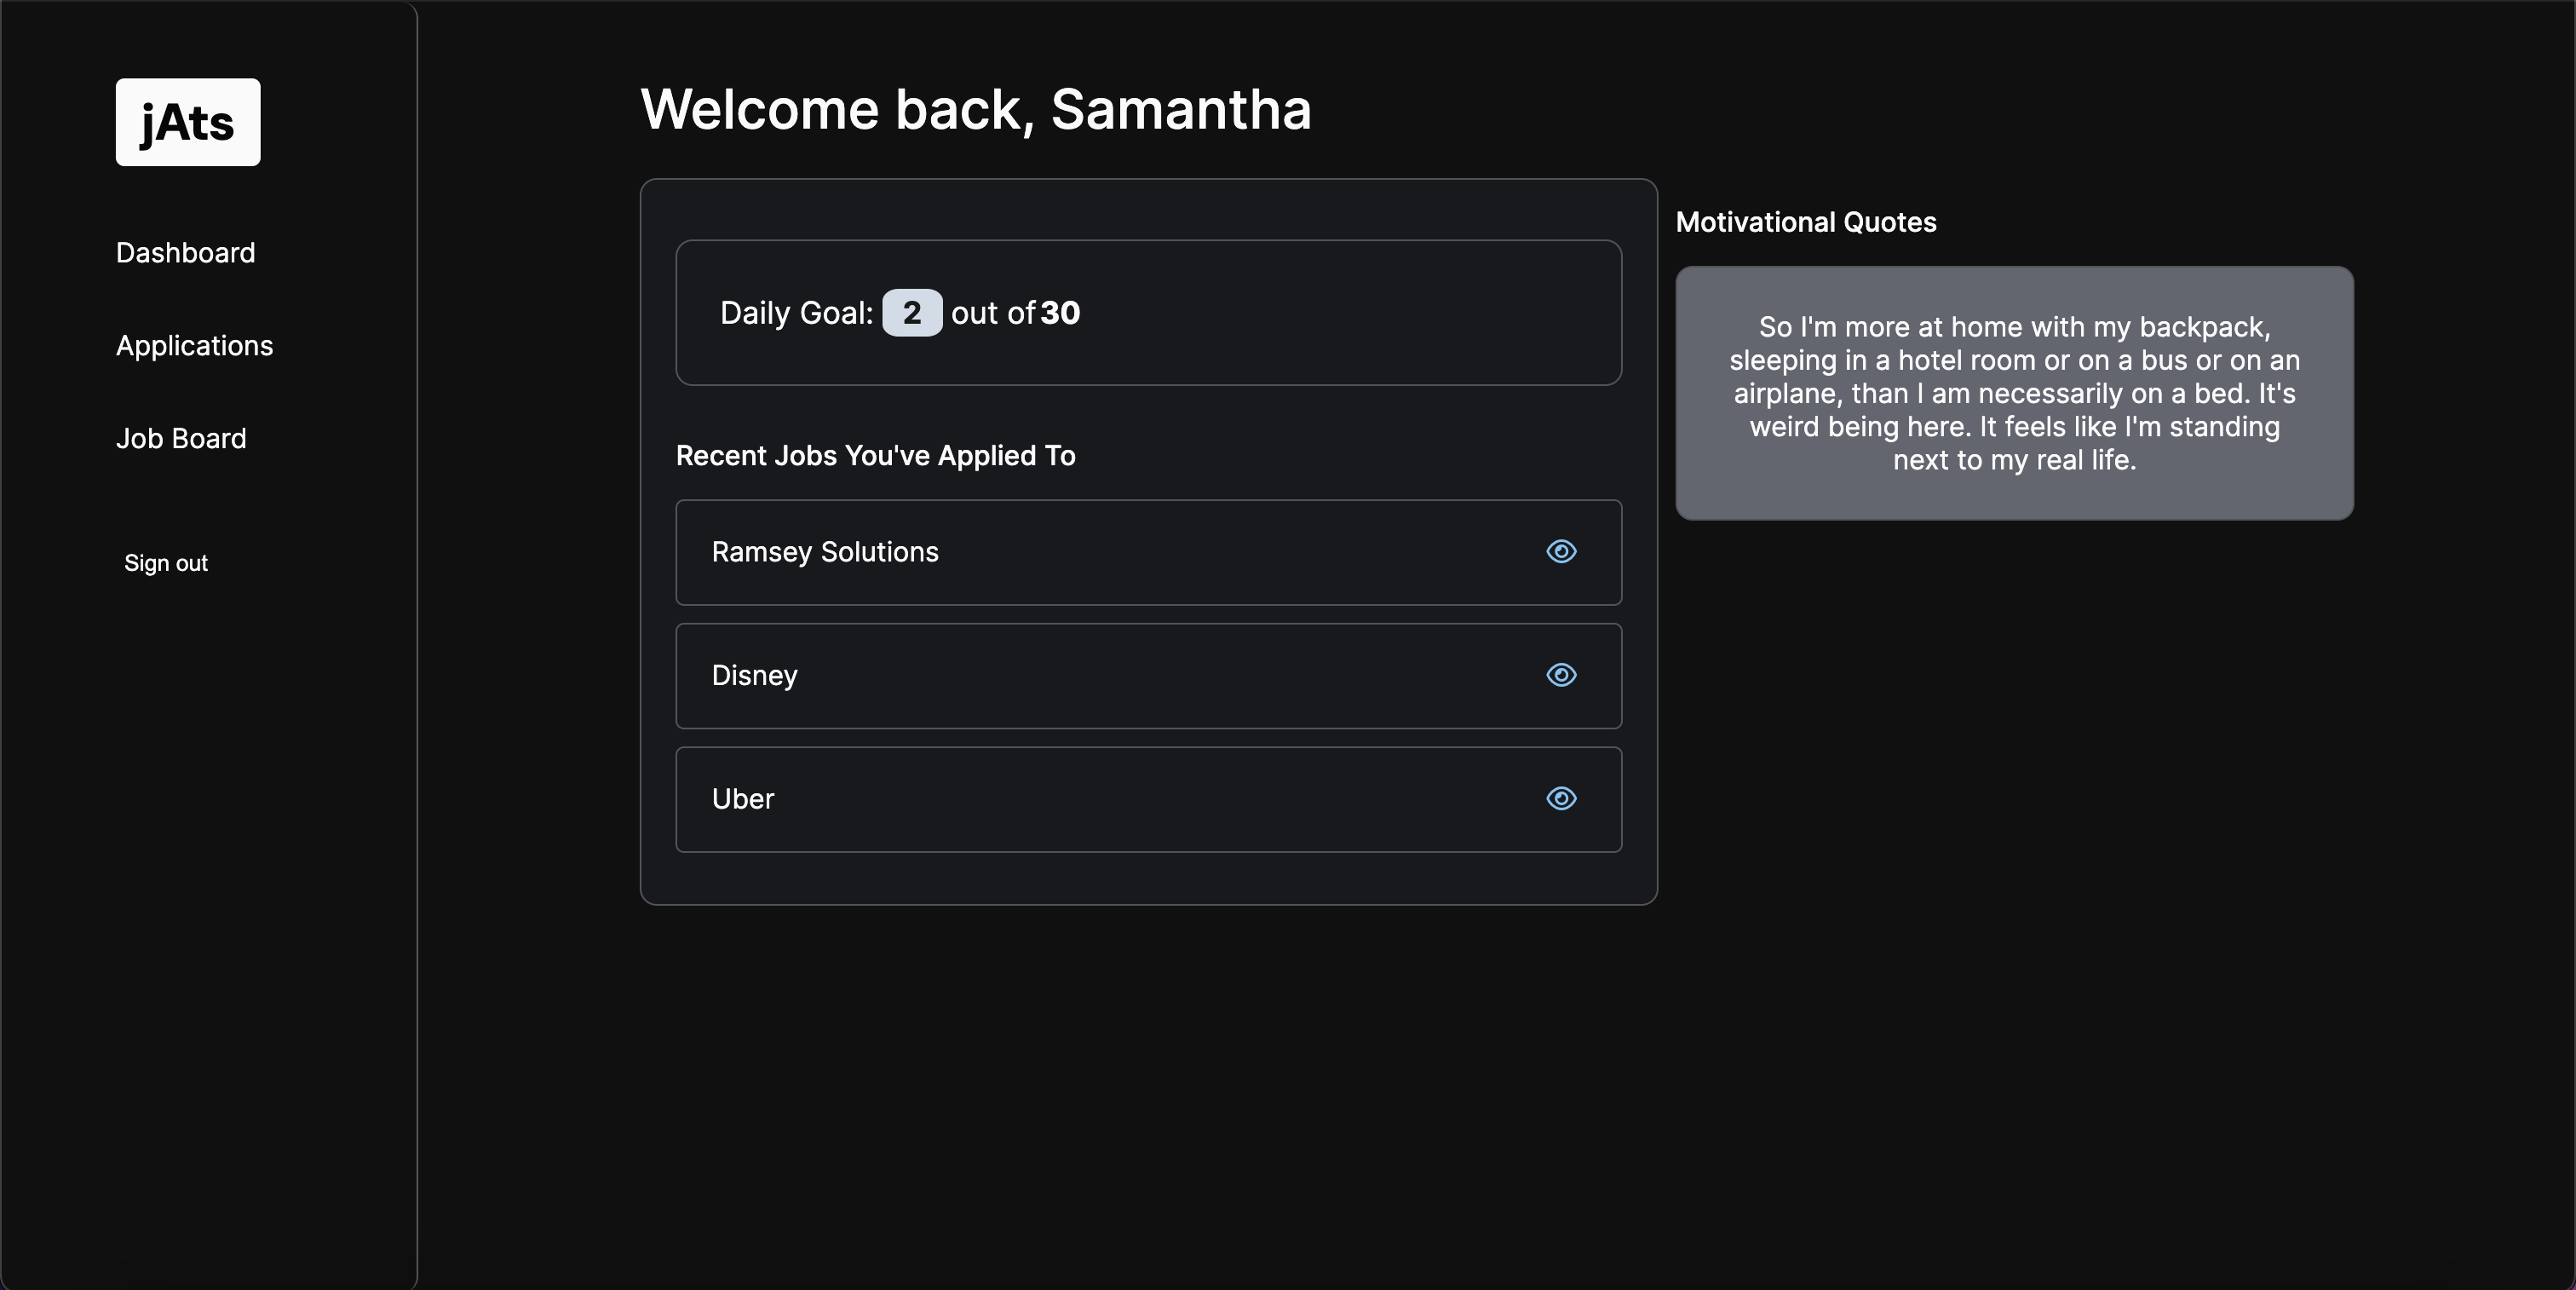 jAts
Dashboard
Applications
Job Board
Sign out
Welcome back, Samantha
Daily Goal: 2 out of 30
Recent Jobs You've Applied To
Ramsey Solutions
Disney
Uber
Motivational Quotes
So I'm more at home with my backpack,
sleeping in a hotel room or on a bus or on an
airplane, than I am necessarily on a bed. It's
weird being here. It feels like I'm standing
next to my real life.